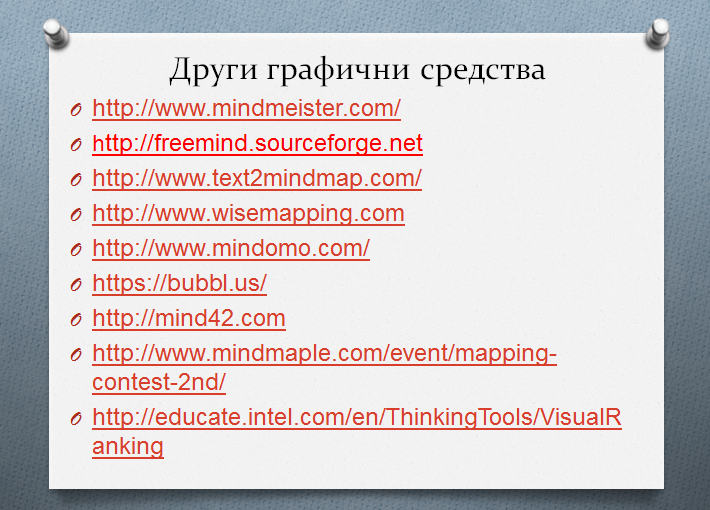 Други графични средства
http://www.mindmeister.com/
http://freemind.sourceforge.net
http://www.text2mindmap.com/
http://www.wisemapping.com
http://www.mindomo.com/
https://bubbl.us/
http://mind42.com
http://www.mindmaple.com/event/mapping-
contest-2nd/
http://educate.intel.com/en/ThinkingTools/VisualR
anking